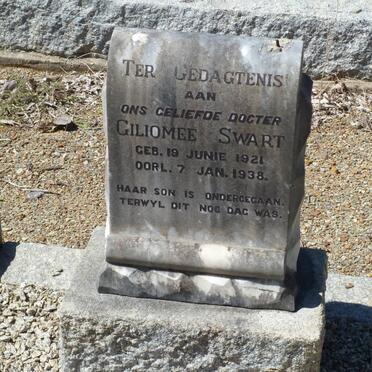 TER GEDAGTENIS
AAN
ONS GELIEFDE DOGTER
GILIOMEE SWART
GEB. 19 JUNIE 1921
OORL. 7 JAN. 1938.
HAAR SON IS ONDERGEGAAN.
TERWYL DIT NOG DAG WAS.